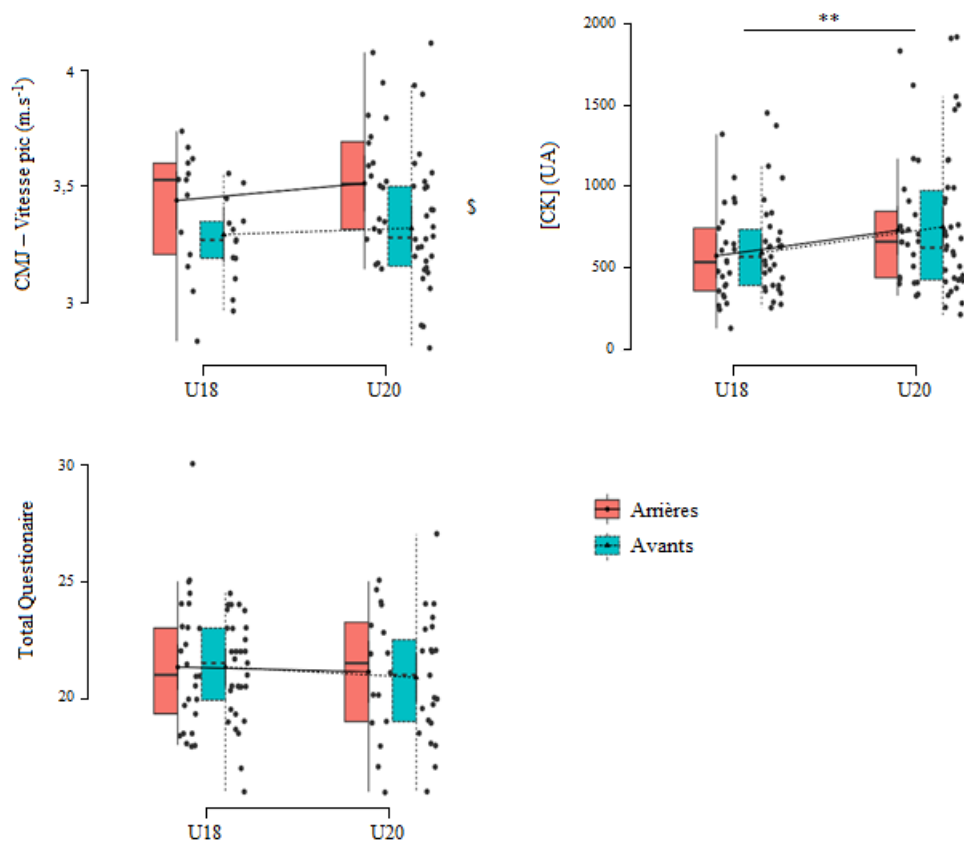 CMJ – Vitesse pic (m.s-1)
4
3,5
3
U18
U20
$
[CK] (UA)
2000
1500
1000
500
0
**
U18
U20
Total Questionaire
30
25
20
U18
U20
Arrières
Avants